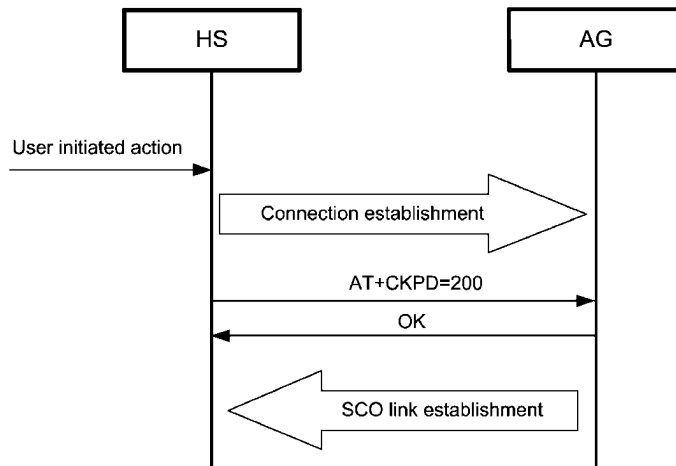 HS
AG
User initiated action
Connection establishment
AT+CKPD=200
OK
SCO link establishment